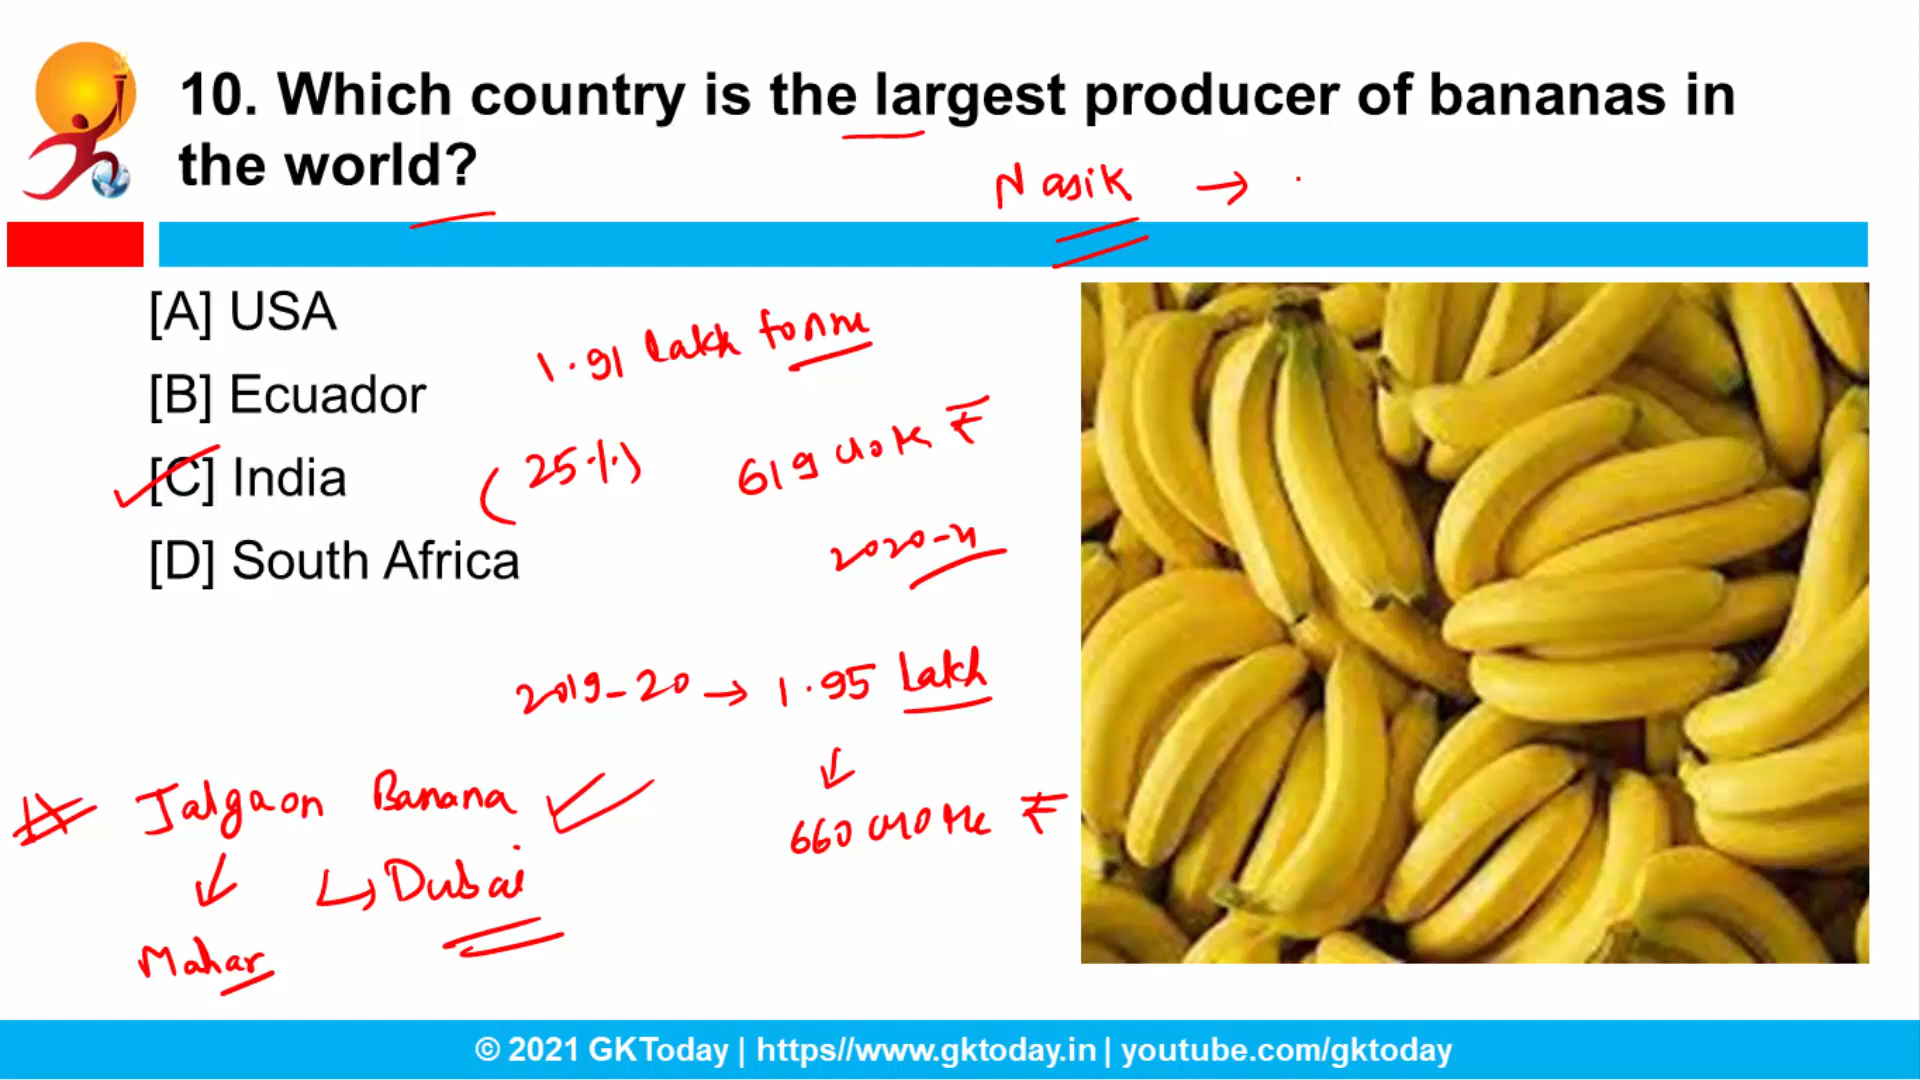 10. Which country is the largest producer of bananas in
the world?
Nasik →
[A] USA
[B] Ecuador
[C] India
[D] South Africa
1.91 lakh tonne
(25%)
619 crore ₹
2020-21
2019-20 → 1.95 Lakh
660 crore ₹
Jalgaon Banana
Dubai
Mahar
© 2021 GKToday | https//www.gktoday.in | youtube.com/gktoday